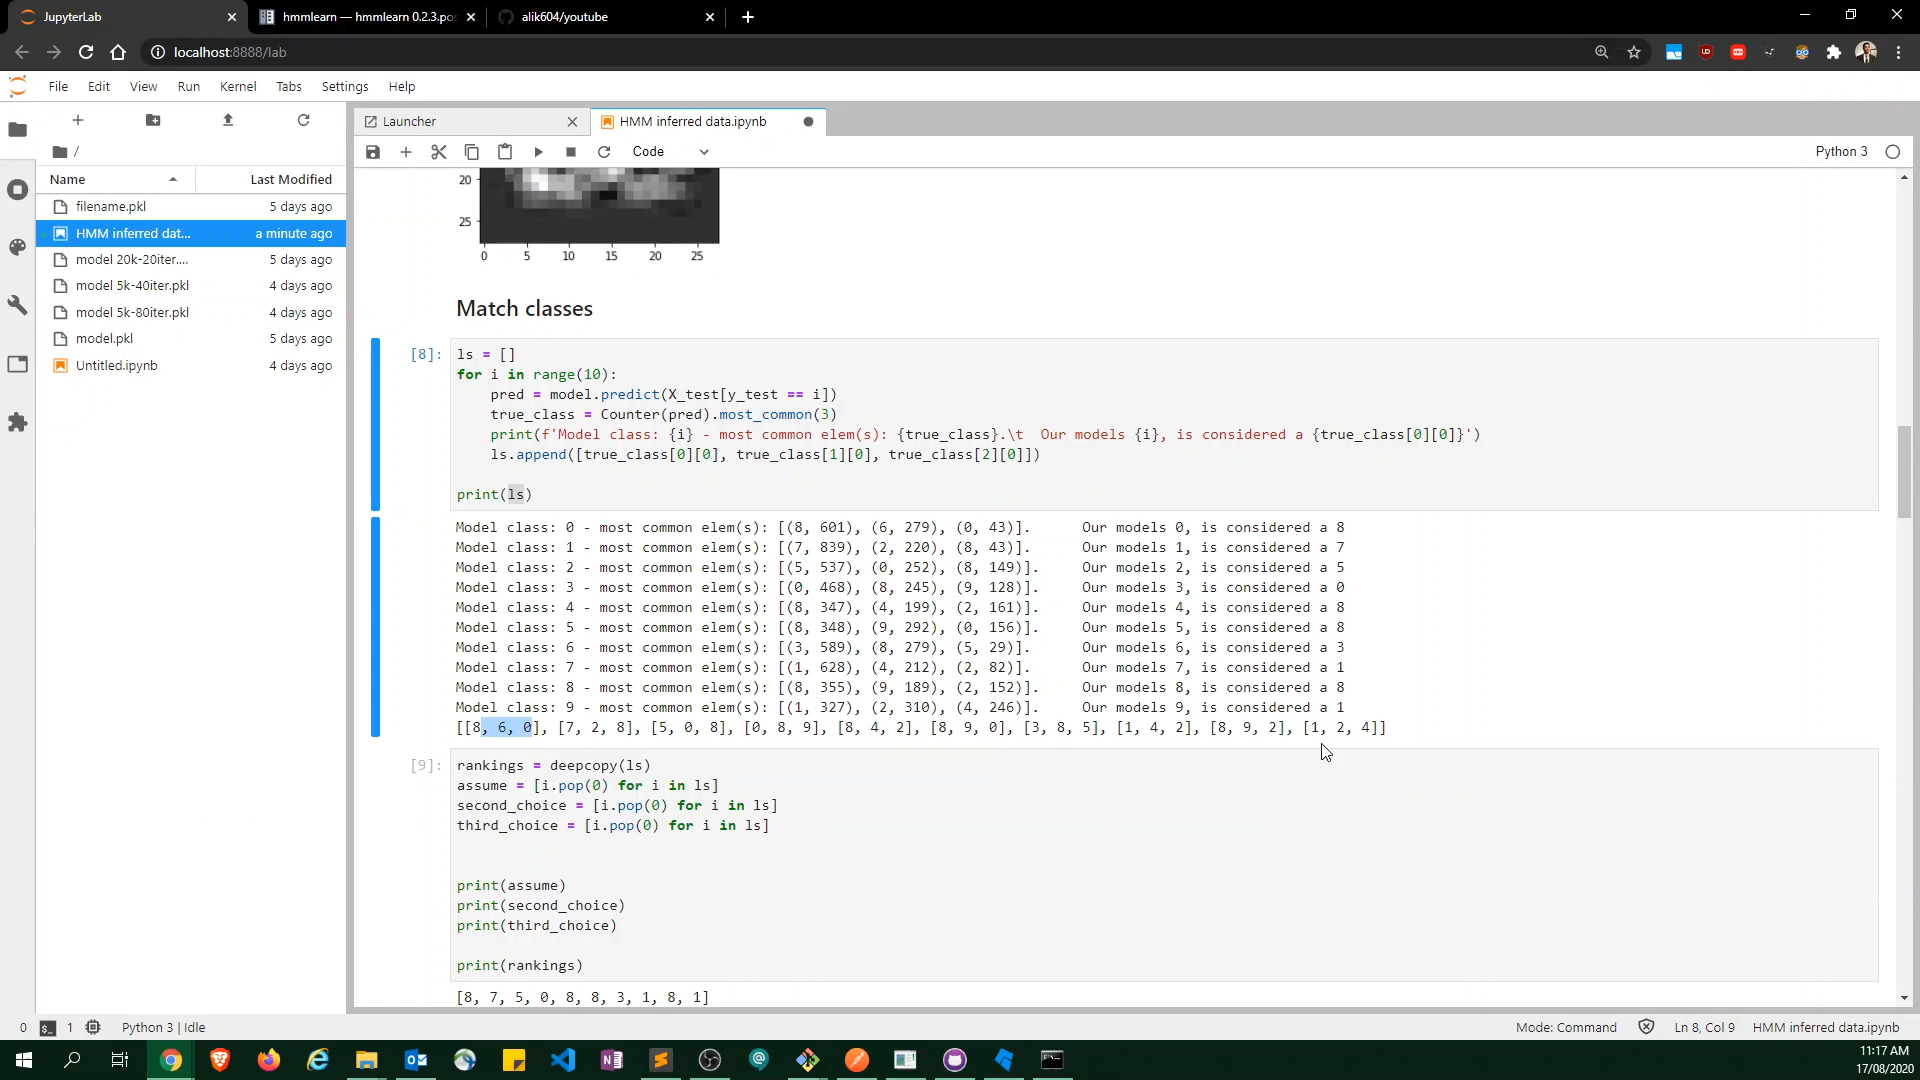 JupyterLab
hmmlearn — hmmlearn 0.2.3.pos
alik604/youtube
localhost:8888/lab
File Edit View Run Kernel Tabs Settings Help
Launcher
HMM inferred data.ipynb
/
Code
Python 3
Name
Last Modified
filename.pkl 5 days ago
HMM inferred dat... a minute ago
model 20k-20iter.... 5 days ago
model 5k-40iter.pkl 4 days ago
model 5k-80iter.pkl 4 days ago
model.pkl 5 days ago
Untitled.ipynb 4 days ago
20
25
0 5 10 15 20 25
Match classes
[8]:
ls = []
for i in range(10):
    pred = model.predict(X_test[y_test == i])
    true_class = Counter(pred).most_common(3)
    print(f'Model class: {i} - most common elem(s): {true_class}.\t  Our models {i}, is considered a {true_class[0][0]}')
    ls.append([true_class[0][0], true_class[1][0], true_class[2][0]])
print(ls)
Model class: 0 - most common elem(s): [(8, 601), (6, 279), (0, 43)].     Our models 0, is considered a 8
Model class: 1 - most common elem(s): [(7, 839), (2, 220), (8, 43)].     Our models 1, is considered a 7
Model class: 2 - most common elem(s): [(5, 537), (0, 252), (8, 149)].     Our models 2, is considered a 5
Model class: 3 - most common elem(s): [(0, 468), (8, 245), (9, 128)].     Our models 3, is considered a 0
Model class: 4 - most common elem(s): [(8, 347), (4, 199), (2, 161)].     Our models 4, is considered a 8
Model class: 5 - most common elem(s): [(8, 348), (9, 292), (0, 156)].     Our models 5, is considered a 8
Model class: 6 - most common elem(s): [(3, 589), (8, 279), (5, 29)].     Our models 6, is considered a 3
Model class: 7 - most common elem(s): [(1, 628), (4, 212), (2, 82)].     Our models 7, is considered a 1
Model class: 8 - most common elem(s): [(8, 355), (9, 189), (2, 152)].     Our models 8, is considered a 8
Model class: 9 - most common elem(s): [(1, 327), (2, 310), (4, 246)].     Our models 9, is considered a 1
[[8, 6, 0], [7, 2, 8], [5, 0, 8], [0, 8, 9], [8, 4, 2], [8, 9, 0], [3, 8, 5], [1, 4, 2], [8, 9, 2], [1, 2, 4]]
[9]:
rankings = deepcopy(ls)
assume = [i.pop(0) for i in ls]
second_choice = [i.pop(0) for i in ls]
third_choice = [i.pop(0) for i in ls]
print(assume)
print(second_choice)
print(third_choice)
print(rankings)
[8, 7, 5, 0, 8, 8, 3, 1, 8, 1]
0
1
Python 3 | Idle
Mode: Command
Ln 8, Col 9
HMM inferred data.ipynb
11:17 AM
17/08/2020